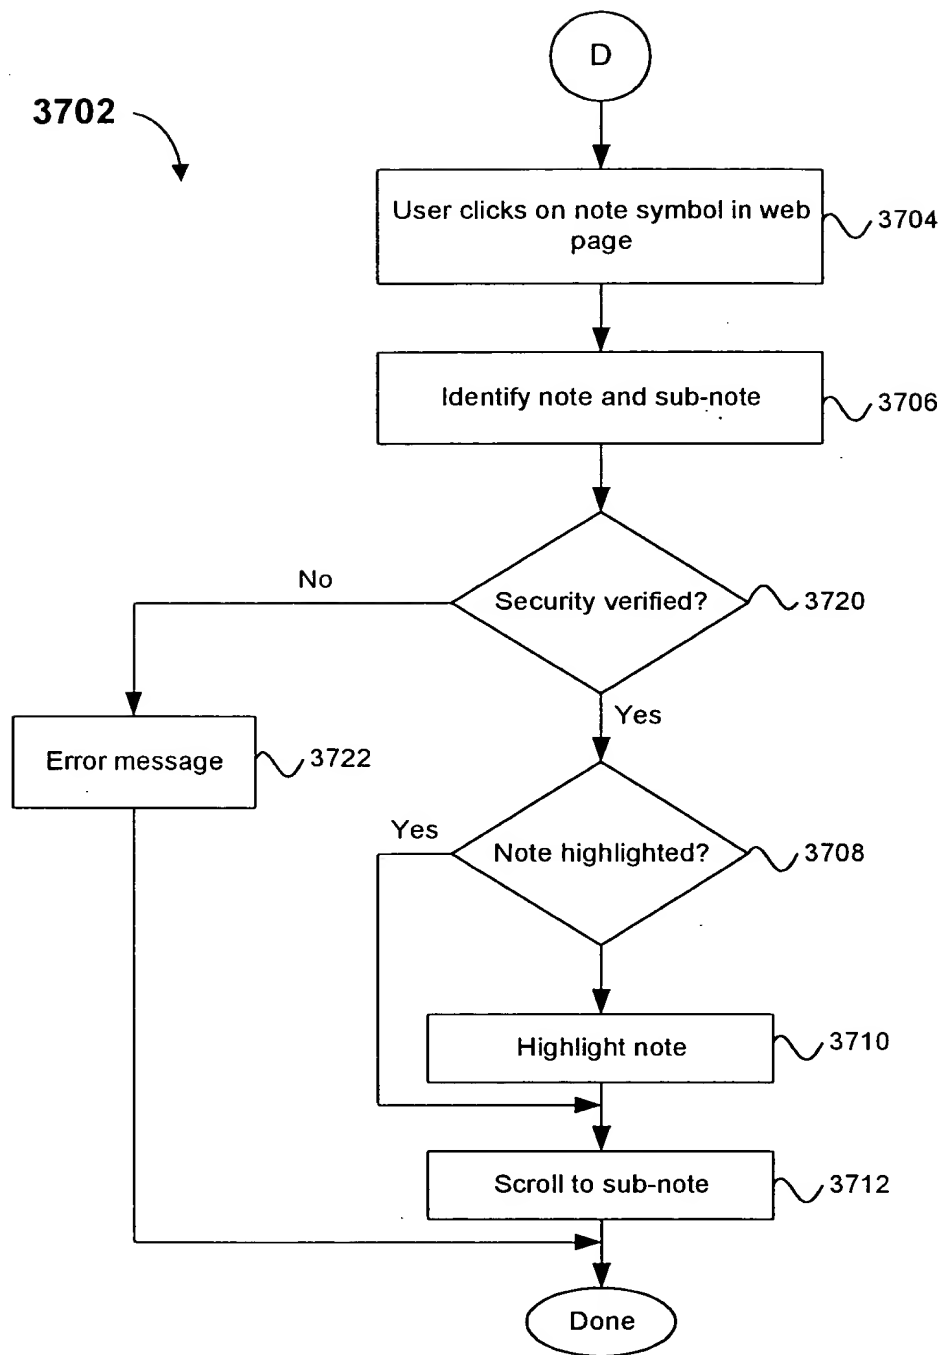 D
3702
User clicks on note symbol in web
page
3704
Identify note and sub-note
3706
No
Security verified?
3720
Yes
Error message
3722
Yes
Note highlighted?
3708
Highlight note
3710
Scroll to sub-note
3712
Done